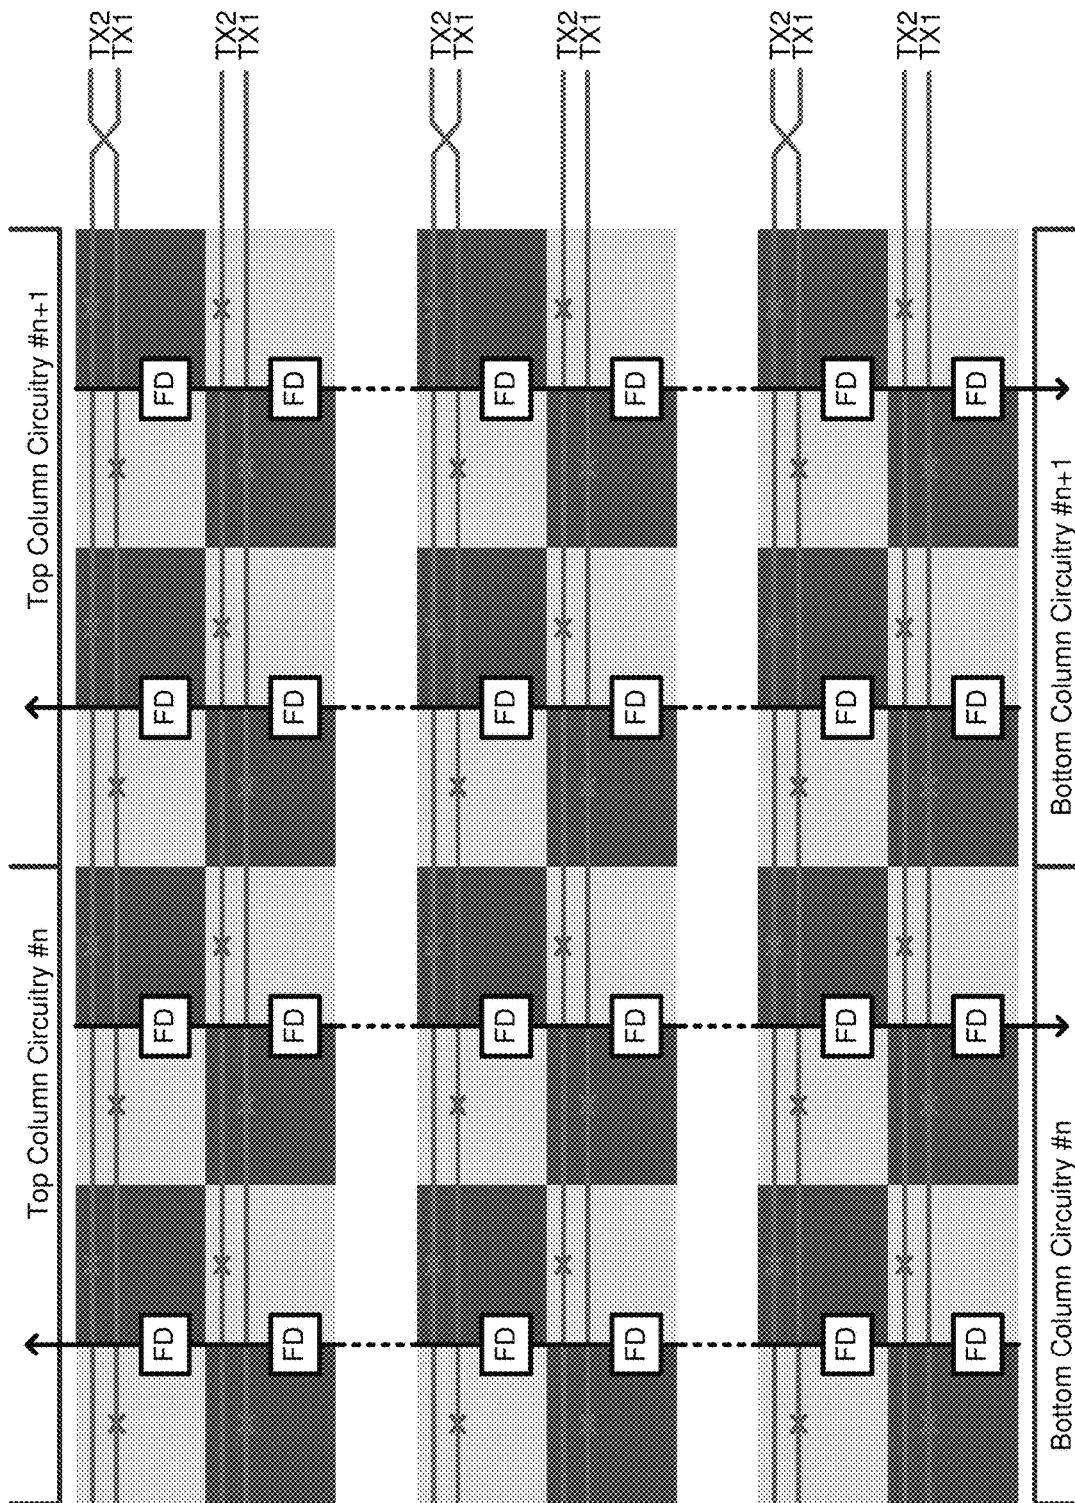 Top Column Circuitry #n
Top Column Circuitry #n+1
TX2
TX1
FD FD FD FD
TX2
TX1
FD FD FD FD
TX2
TX1
FD FD FD FD
TX2
TX1
FD FD FD FD
TX2
TX1
FD FD FD FD
TX2
TX1
FD FD FD FD
Bottom Column Circuitry #n
Bottom Column Circuitry #n+1